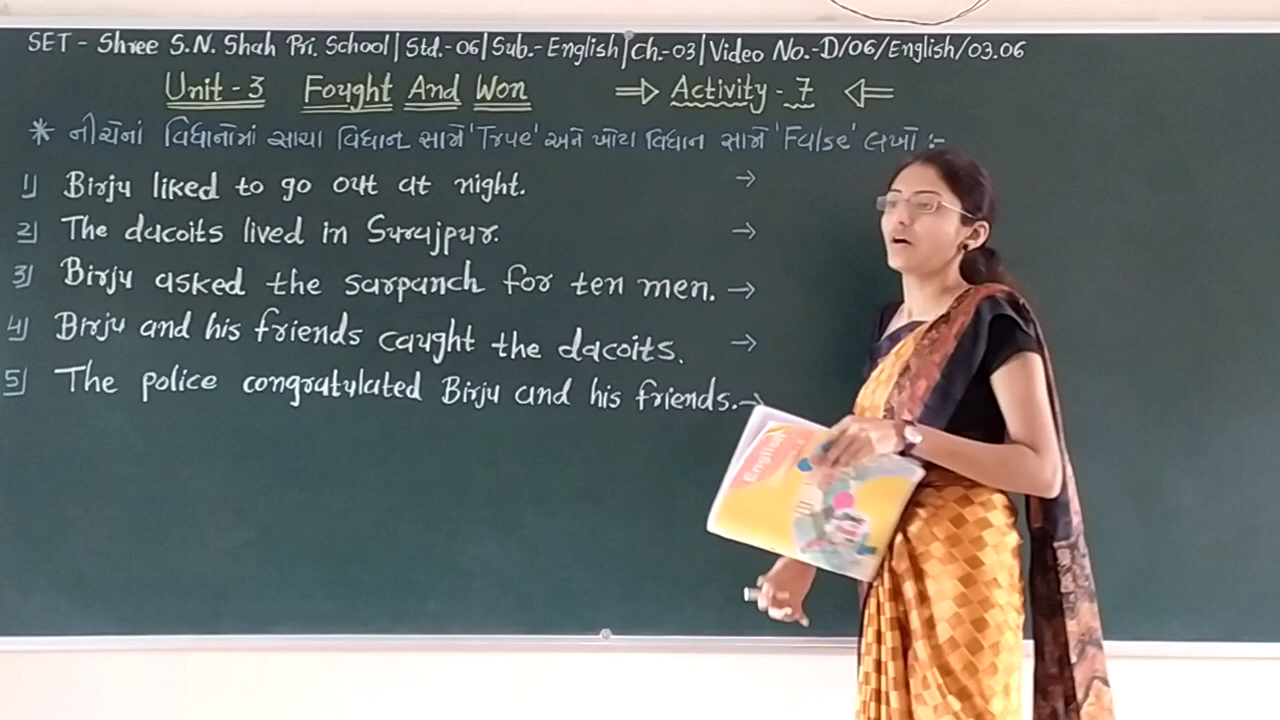 SET - Shree S.N. Shah Pri. School | Std.-06 | Sub.- English | Ch.-03 | Video No.-D/06/English/03.06
Unit - 3 Fought And Won ⇒ Activity - 7 ⇐
* નીચેનાં વિધાનોમાં સાચા વિધાન સામે 'True' અને ખોટા વિધાન સામે 'False' લખો :-
1) Birju liked to go out at night. →
2) The dacoits lived in Surajpur. →
3) Birju asked the sarpanch for ten men. →
4) Birju and his friends caught the dacoits. →
5) The police congratulated Birju and his friends. →
English